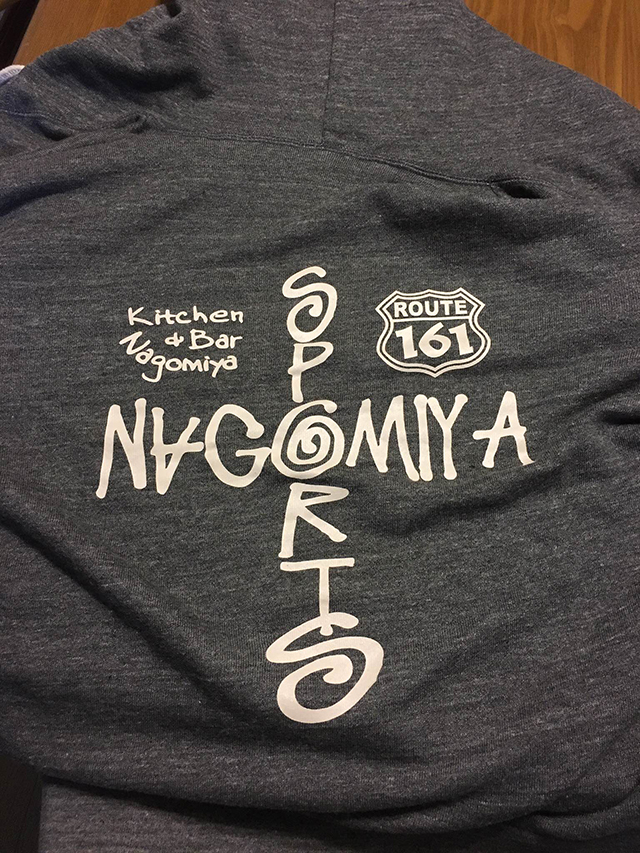 Kitchen
& Bar
Nagomiya
ROUTE
161
SPORTS
NAGOMIYA